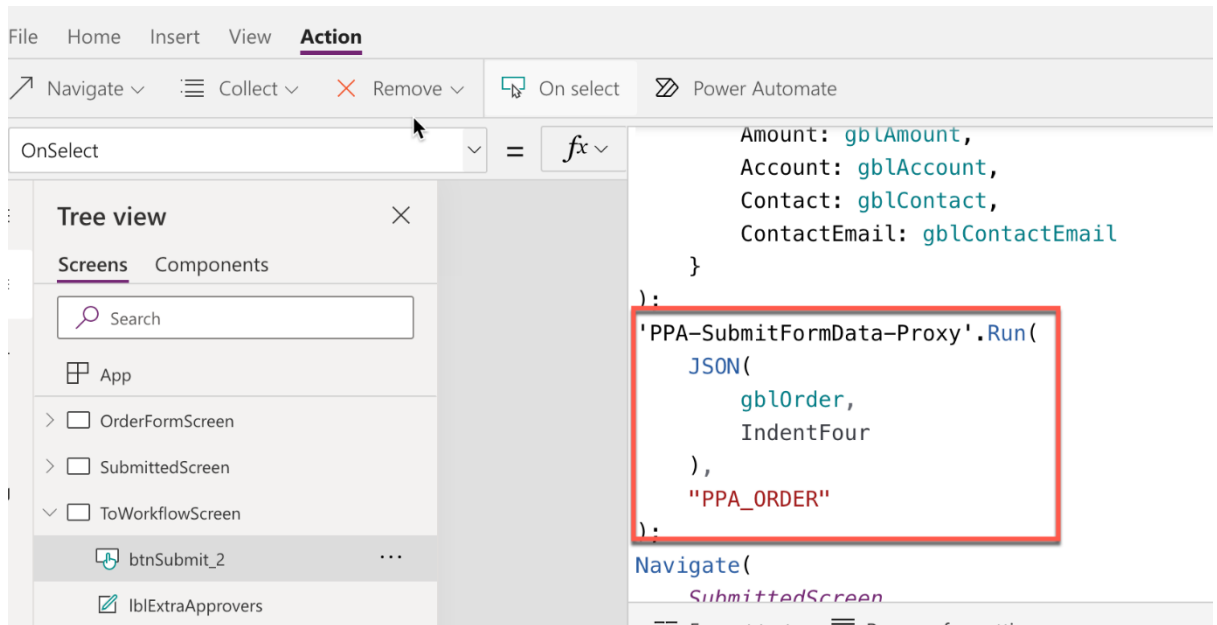 File Home Insert View Action
Navigate Collect Remove On select Power Automate
OnSelect = fx
Amount: gblAmount,
Account: gblAccount,
Contact: gblContact,
ContactEmail: gblContactEmail
}
);
'PPA-SubmitFormData-Proxy'.Run(
JSON(
gblOrder,
IndentFour
),
"PPA_ORDER"
);
Navigate(
SubmittedScreen
Tree view
Screens Components
Search
App
OrderFormScreen
SubmittedScreen
ToWorkflowScreen
btnSubmit_2 ...
lblExtraApprovers